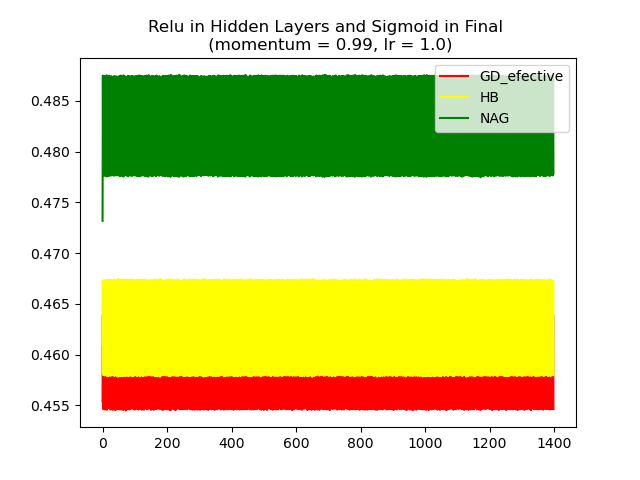 Relu in Hidden Layers and Sigmoid in Final
(momentum = 0.99, lr = 1.0)
GD_efective
HB
NAG
0.485
0.480
0.475
0.470
0.465
0.460
0.455
0 200 400 600 800 1000 1200 1400